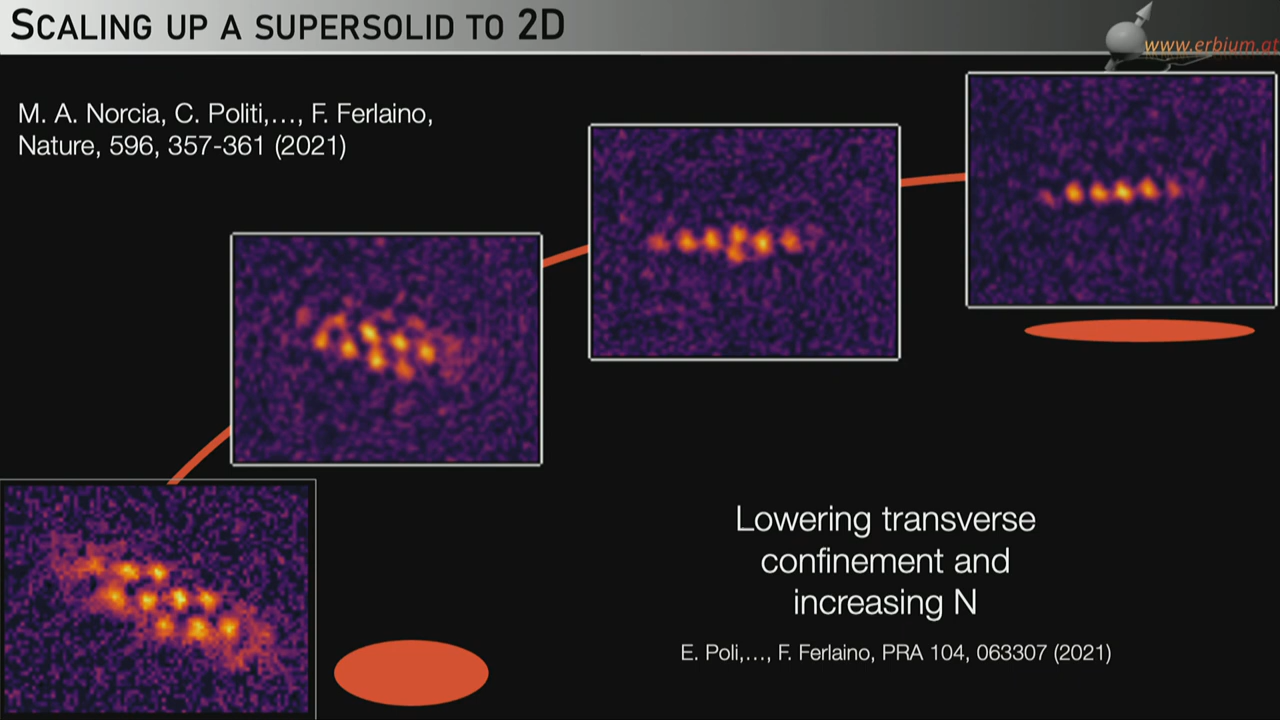 SCALING UP A SUPERSOLID TO 2D
www.erbium.at
M. A. Norcia, C. Politi,..., F. Ferlaino,
Nature, 596, 357-361 (2021)
Lowering transverse
confinement and
increasing N
E. Poli,..., F. Ferlaino, PRA 104, 063307 (2021)